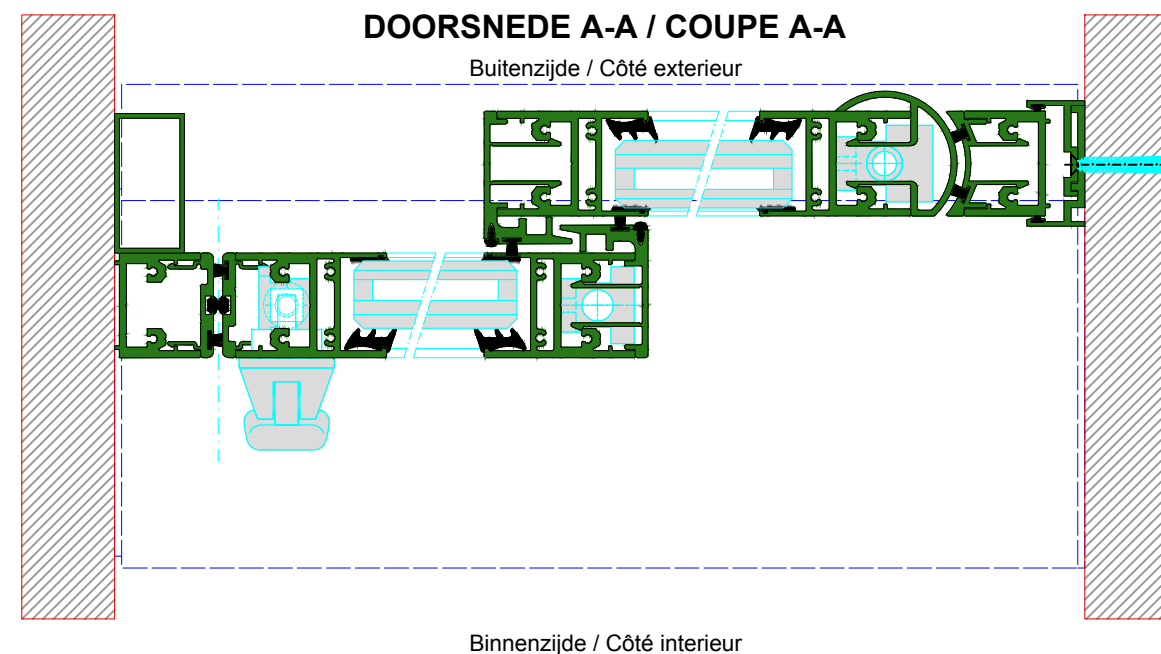 DOORSNEDE A-A / COUPE A-A
Buitenzijde / Côté exterieur
Binnenzijde / Côté interieur